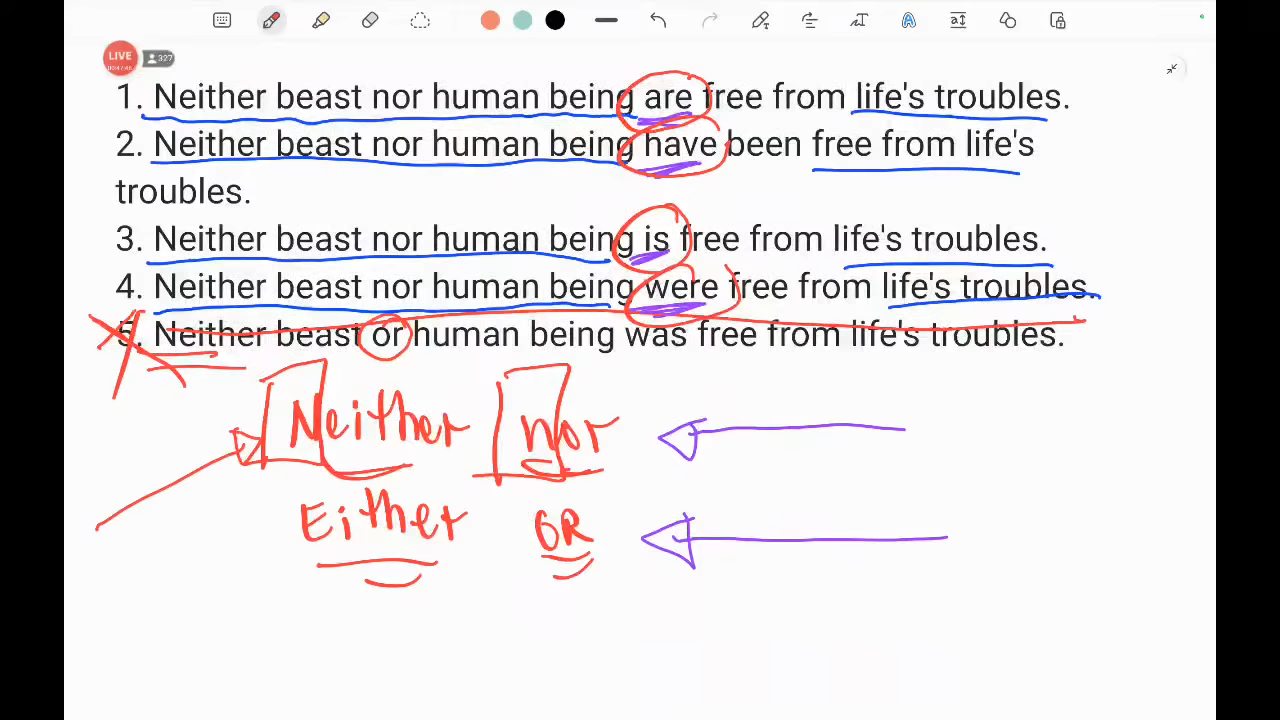 LIVE
327
1. Neither beast nor human being are free from life's troubles.
2. Neither beast nor human being have been free from life's
troubles.
3. Neither beast nor human being is free from life's troubles.
4. Neither beast nor human being were free from life's troubles.
5. Neither beast or human being was free from life's troubles.
Neither nor
Either OR